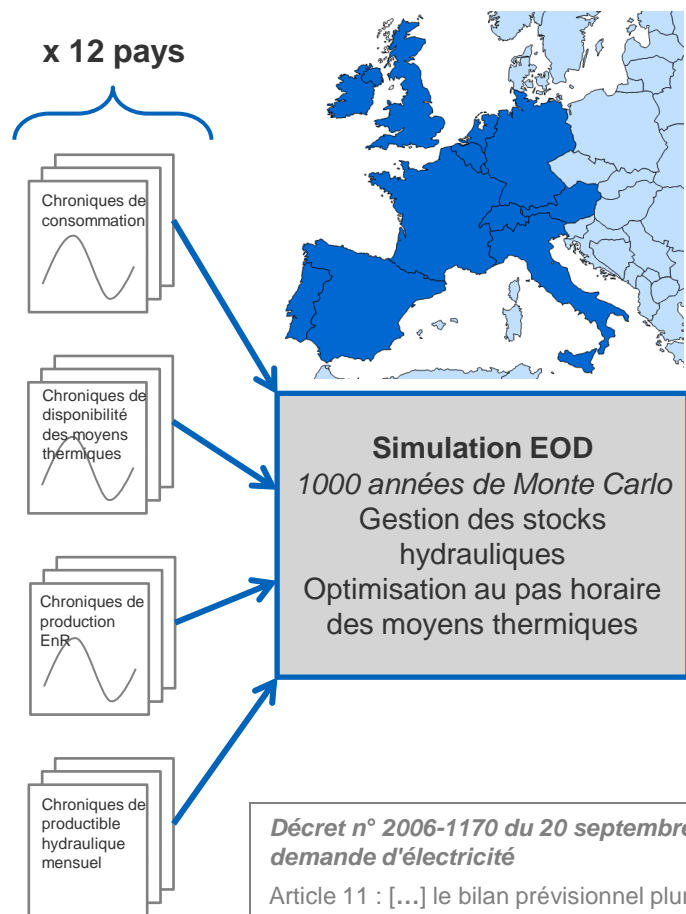 x 12 pays
Chroniques de
consommation
Chroniques de
disponibilité
des moyens
thermiques
Chroniques de
production
EnR
Chroniques de
productible
hydraulique
mensuel
Simulation EOD
1000 années de Monte Carlo
Gestion des stocks
hydrauliques
Optimisation au pas horaire
des moyens thermiques
Décret n° 2006-1170 du 20 septembre
demande d'électricité
Article 11 : [...] le bilan prévisionnel plur